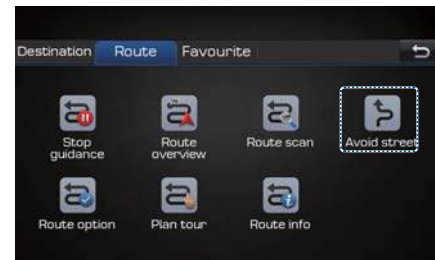 Destination Route Favourite
Stop guidance
Route overview
Route scan
Avoid street
Route option
Plan tour
Route info